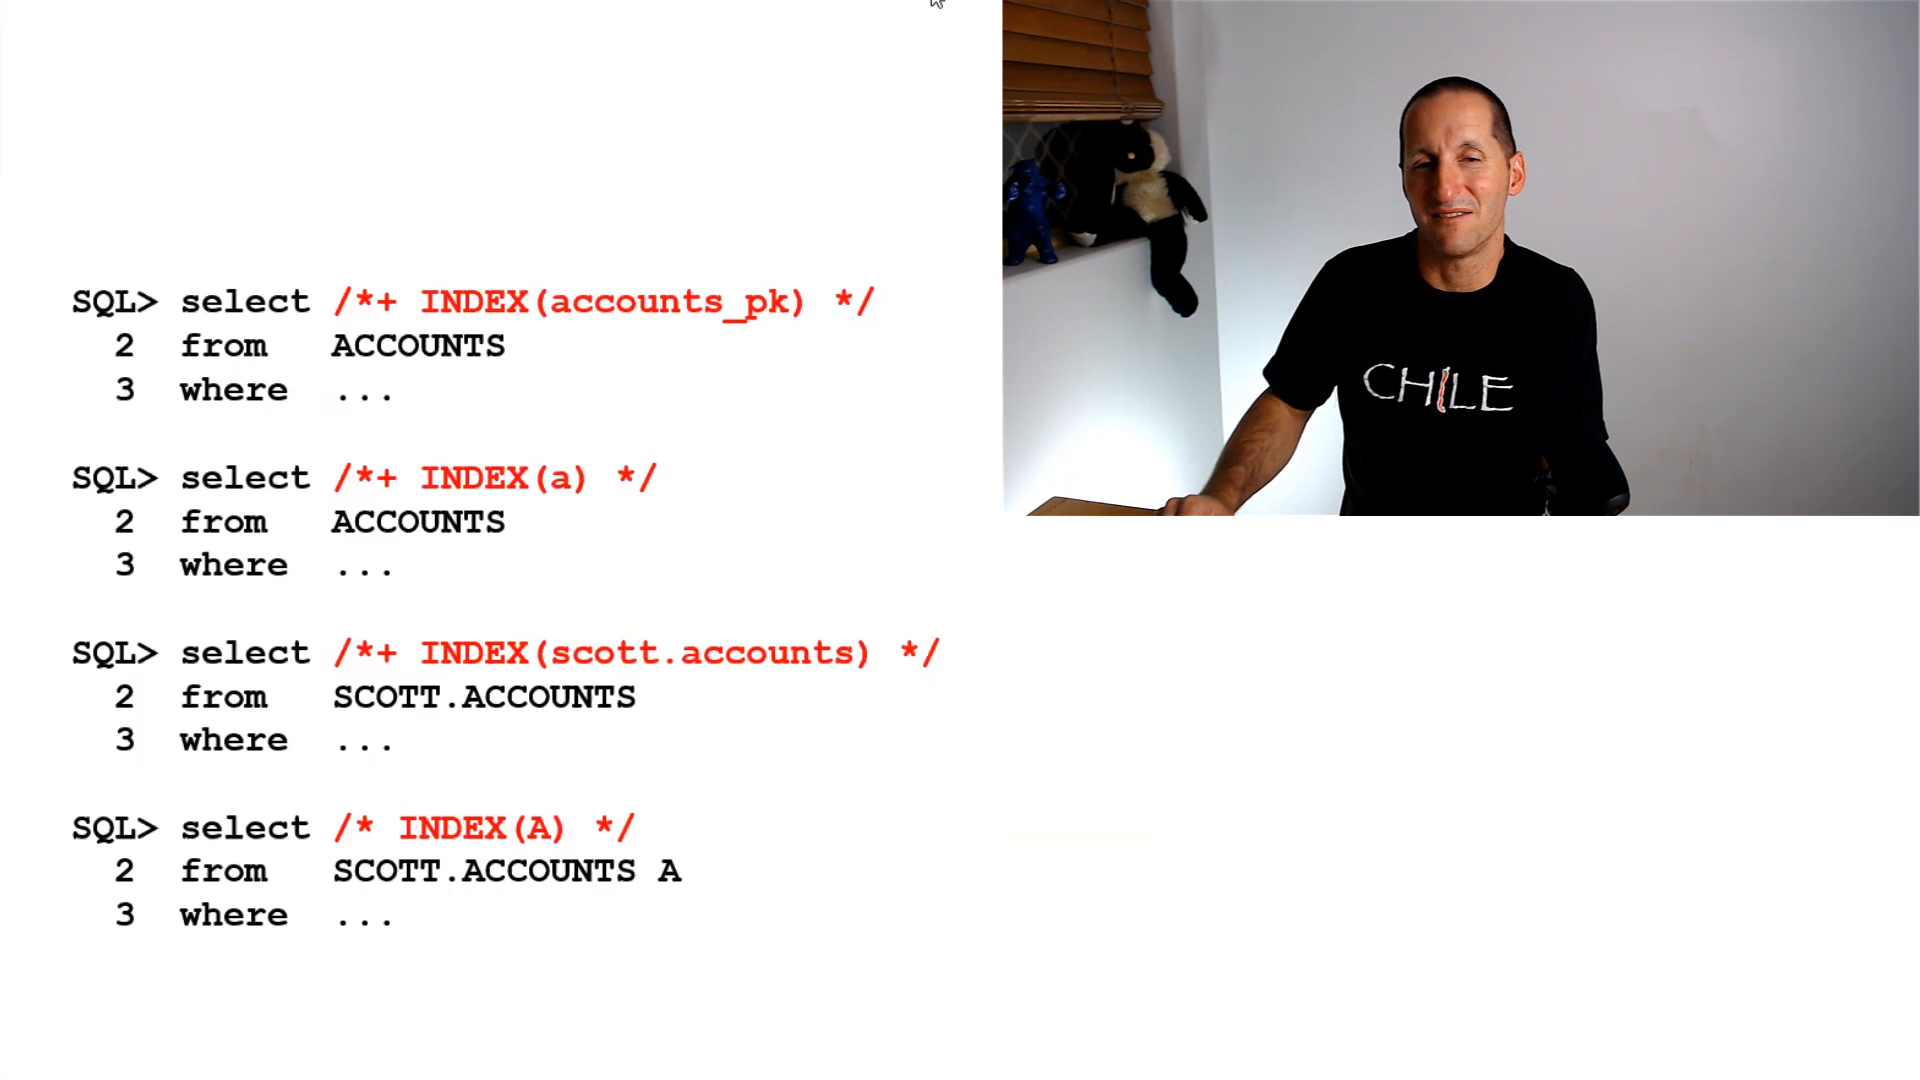 SQL> select /*+ INDEX(accounts_pk) */
2 from ACCOUNTS
3 where ...
SQL> select /*+ INDEX(a) */
2 from ACCOUNTS
3 where ...
SQL> select /*+ INDEX(scott.accounts) */
2 from SCOTT.ACCOUNTS
3 where ...
SQL> select /* INDEX(A) */
2 from SCOTT.ACCOUNTS A
3 where ...
CHILE